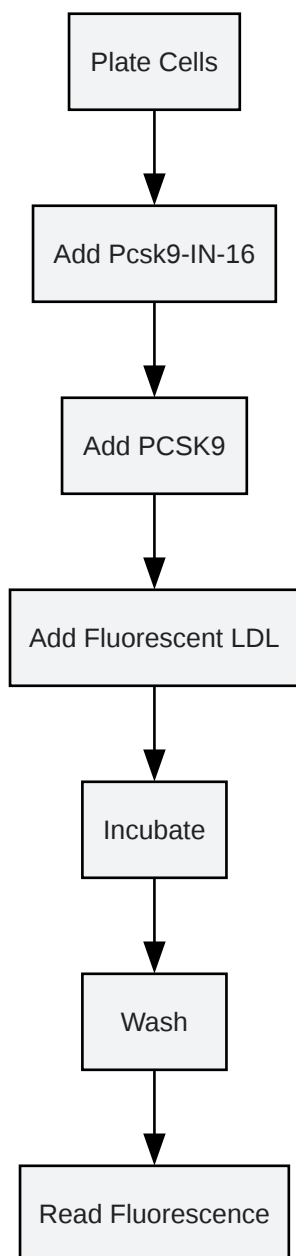 Plate Cells
Add Pcsk9-IN-16
Add PCSK9
Add Fluorescent LDL
Incubate
Wash
Read Fluorescence